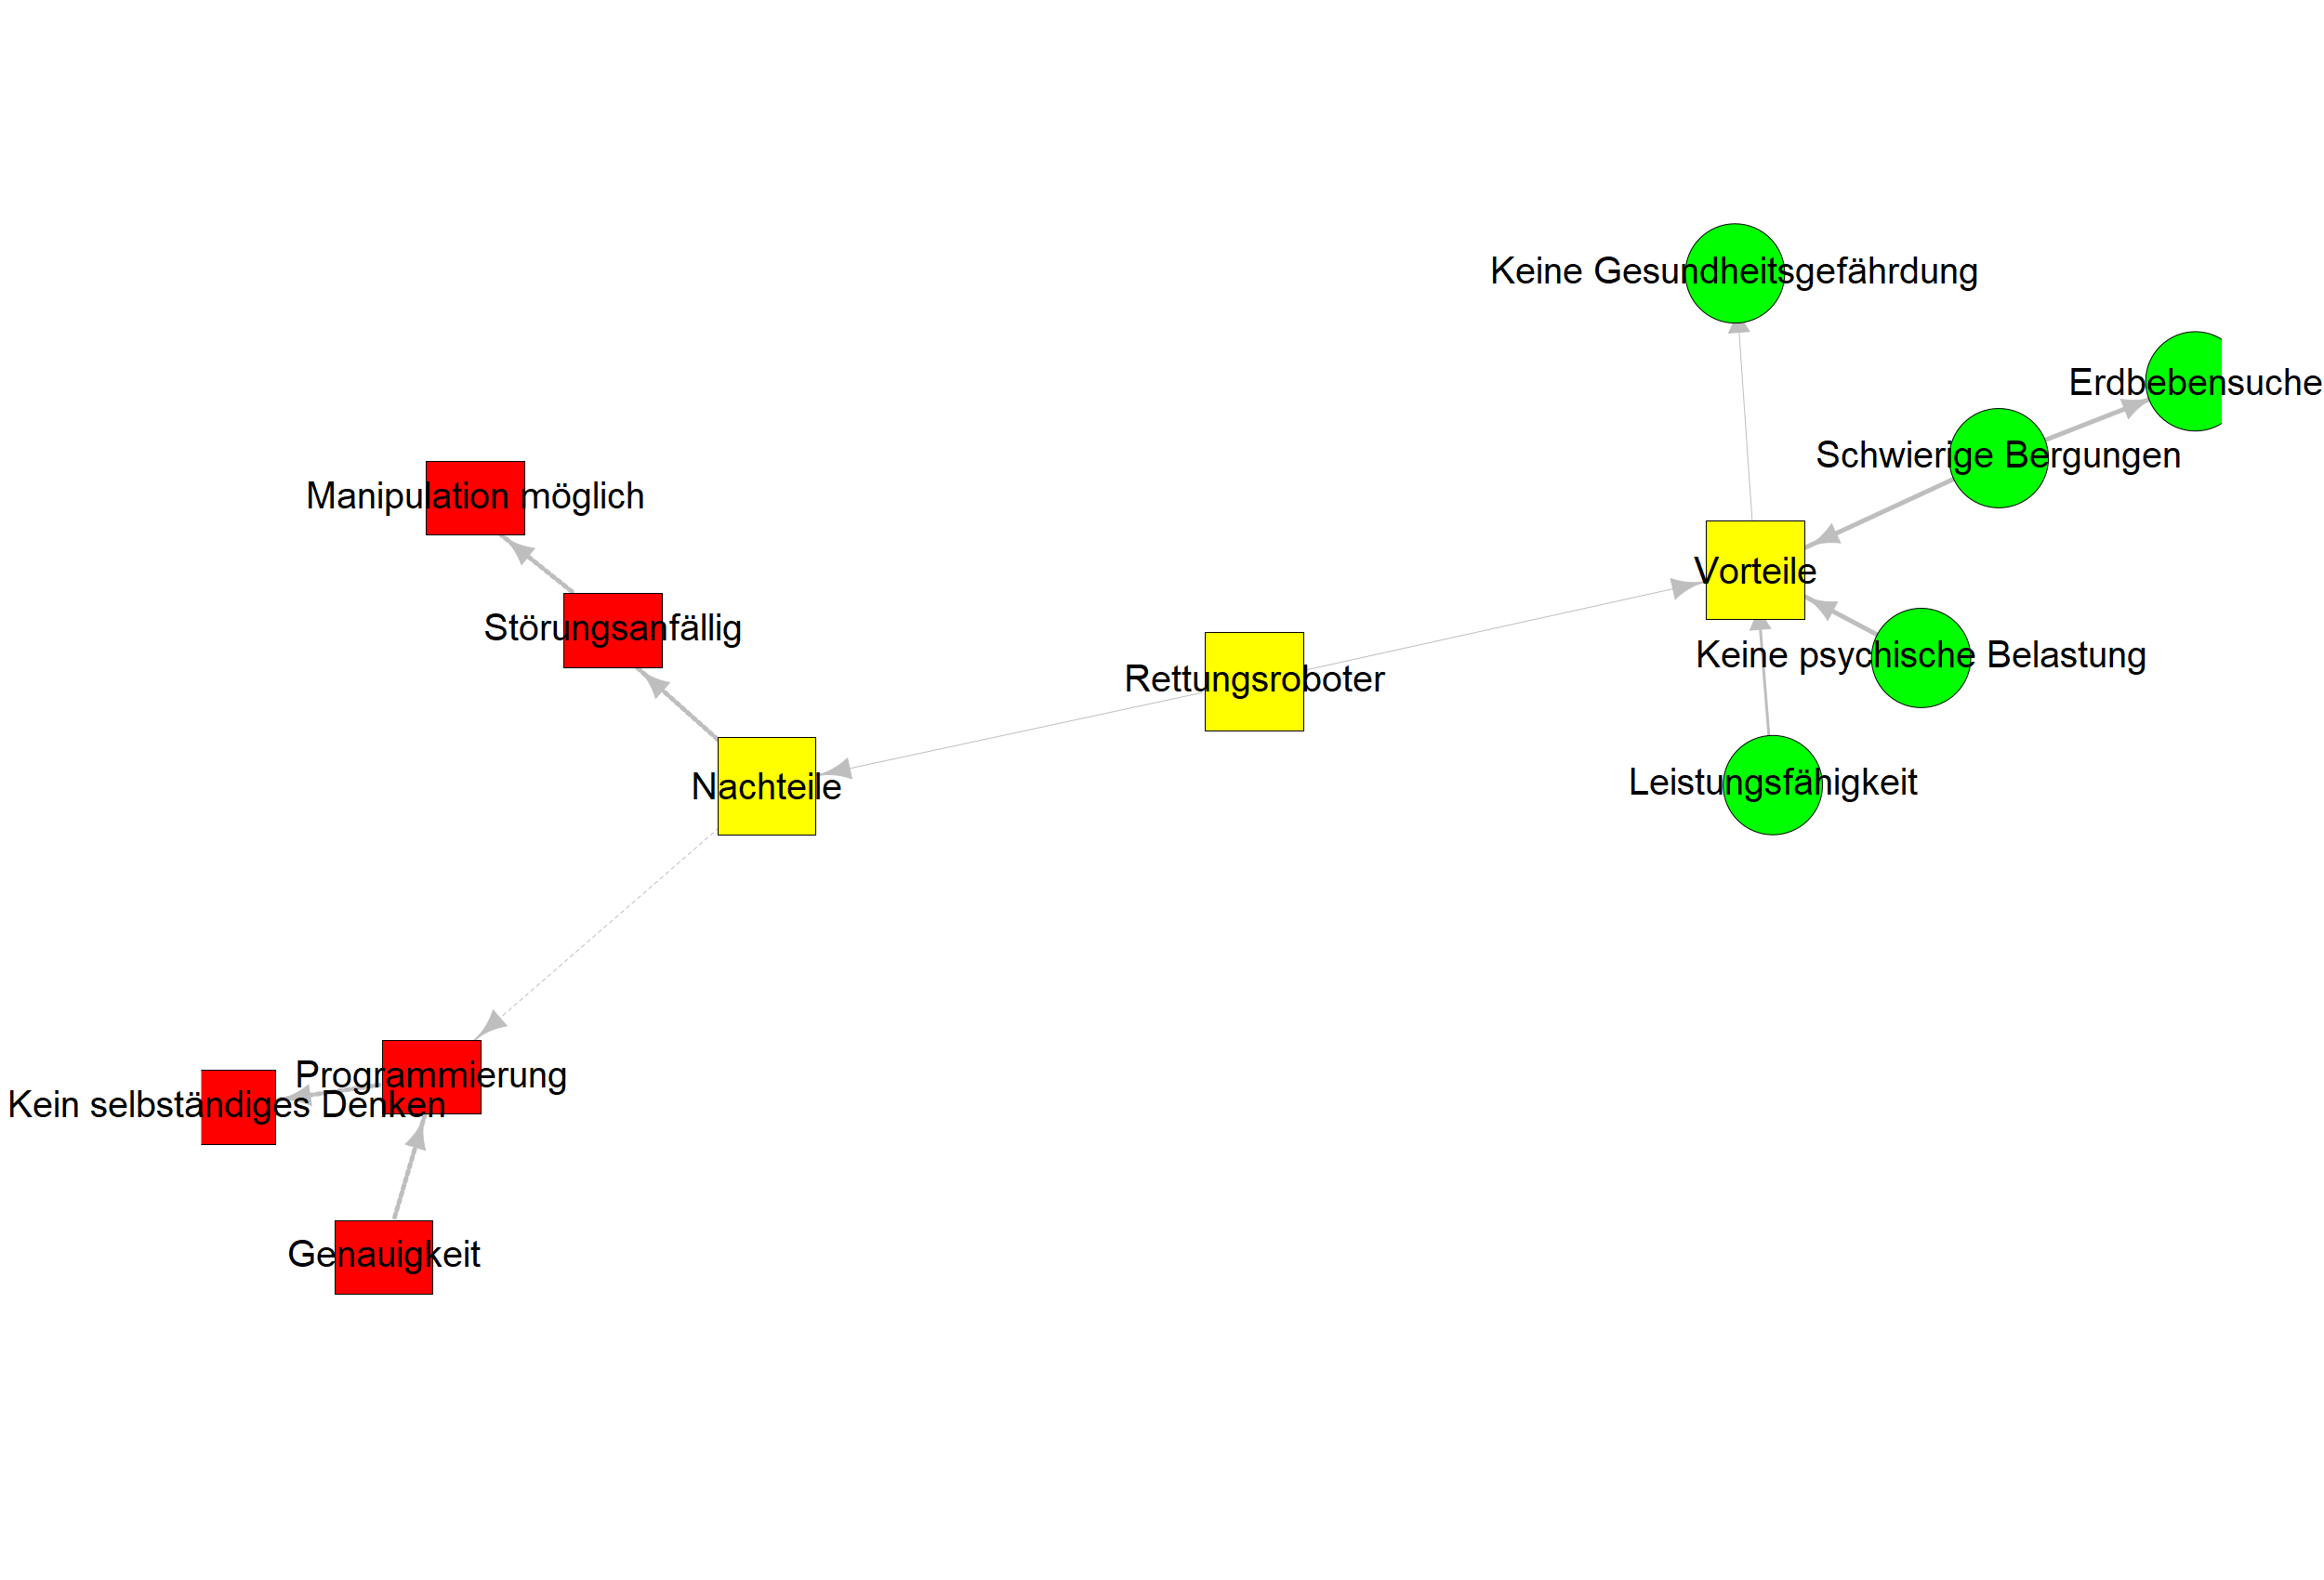 Keine Gesundheitsgefährdung
Erdbebensuche
Schwierige Bergungen
Manipulation möglich
Vorteile
Störungsanfällig
Keine psychische Belastung
Rettungsroboter
Leistungsfähigkeit
Nachteile
Programmierung
Kein selbständiges Denken
Genauigkeit